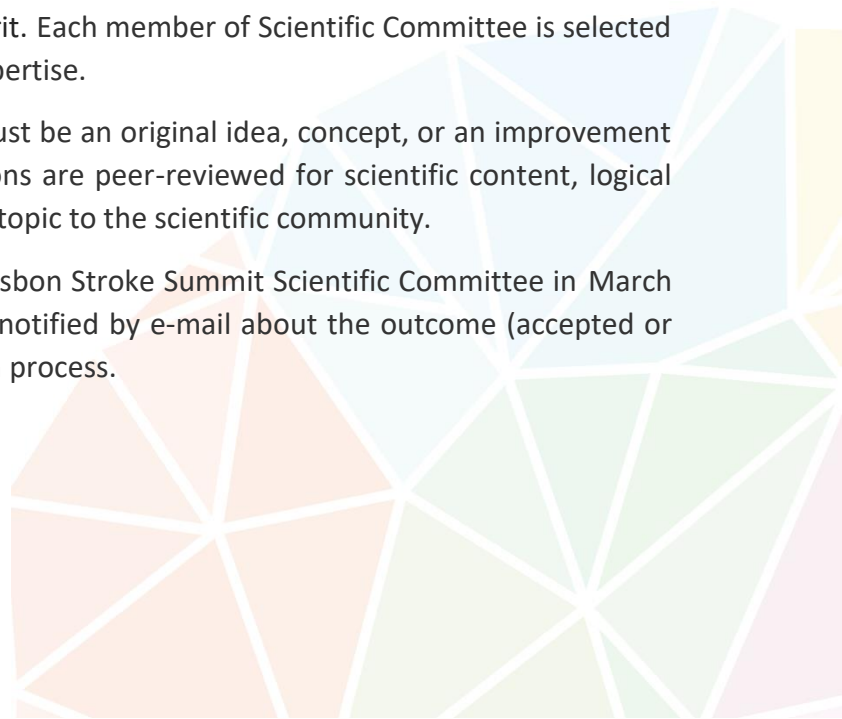 rit. Each member of Scientific Committee is selected
pertise.
ust be an original idea, concept, or an improvement
ons are peer-reviewed for scientific content, logical
topic to the scientific community.
sbon Stroke Summit Scientific Committee in March
notified by e-mail about the outcome (accepted or
process.